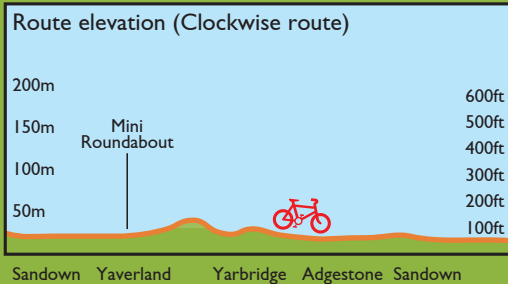 Route elevation (Clockwise route)
200m
150m
100m
50m
Mini
Roundabout
600ft
500ft
400ft
300ft
200ft
100ft
Sandown Yaverland Yarbridge Adgestone Sandown